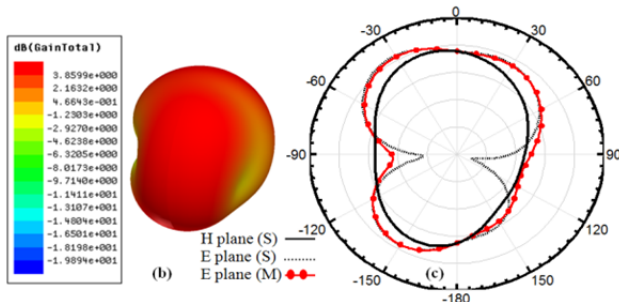 dB(GainTotal)
3.8599e+000
2.1632e+000
4.6643e-001
-1.2303e+000
-2.9270e+000
-4.6238e+000
-6.3205e+000
-8.0173e+000
-9.7140e+000
-1.1411e+001
-1.3107e+001
-1.4804e+001
-1.6501e+001
-1.8198e+001
-1.9894e+001
(b)
H plane (S)
E plane (S)
E plane (M)
0
-30
30
-60
60
-90
90
-120
120
-150
150
-180
(c)